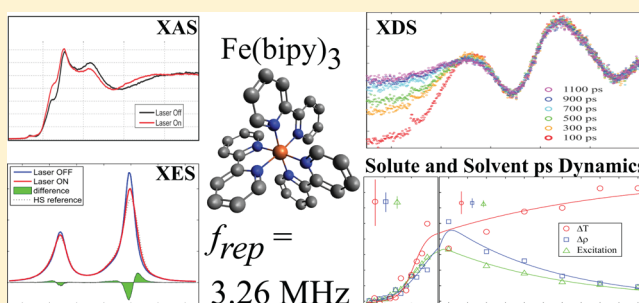 XAS
Laser Off
Laser On
XES
Laser OFF
Laser ON
difference
HS reference
Fe(bipy)3
frep =
3.26 MHz
XDS
1100 ps
900 ps
700 ps
500 ps
300 ps
100 ps
Solute and Solvent ps Dynamics
ΔT
Δρ
Excitation